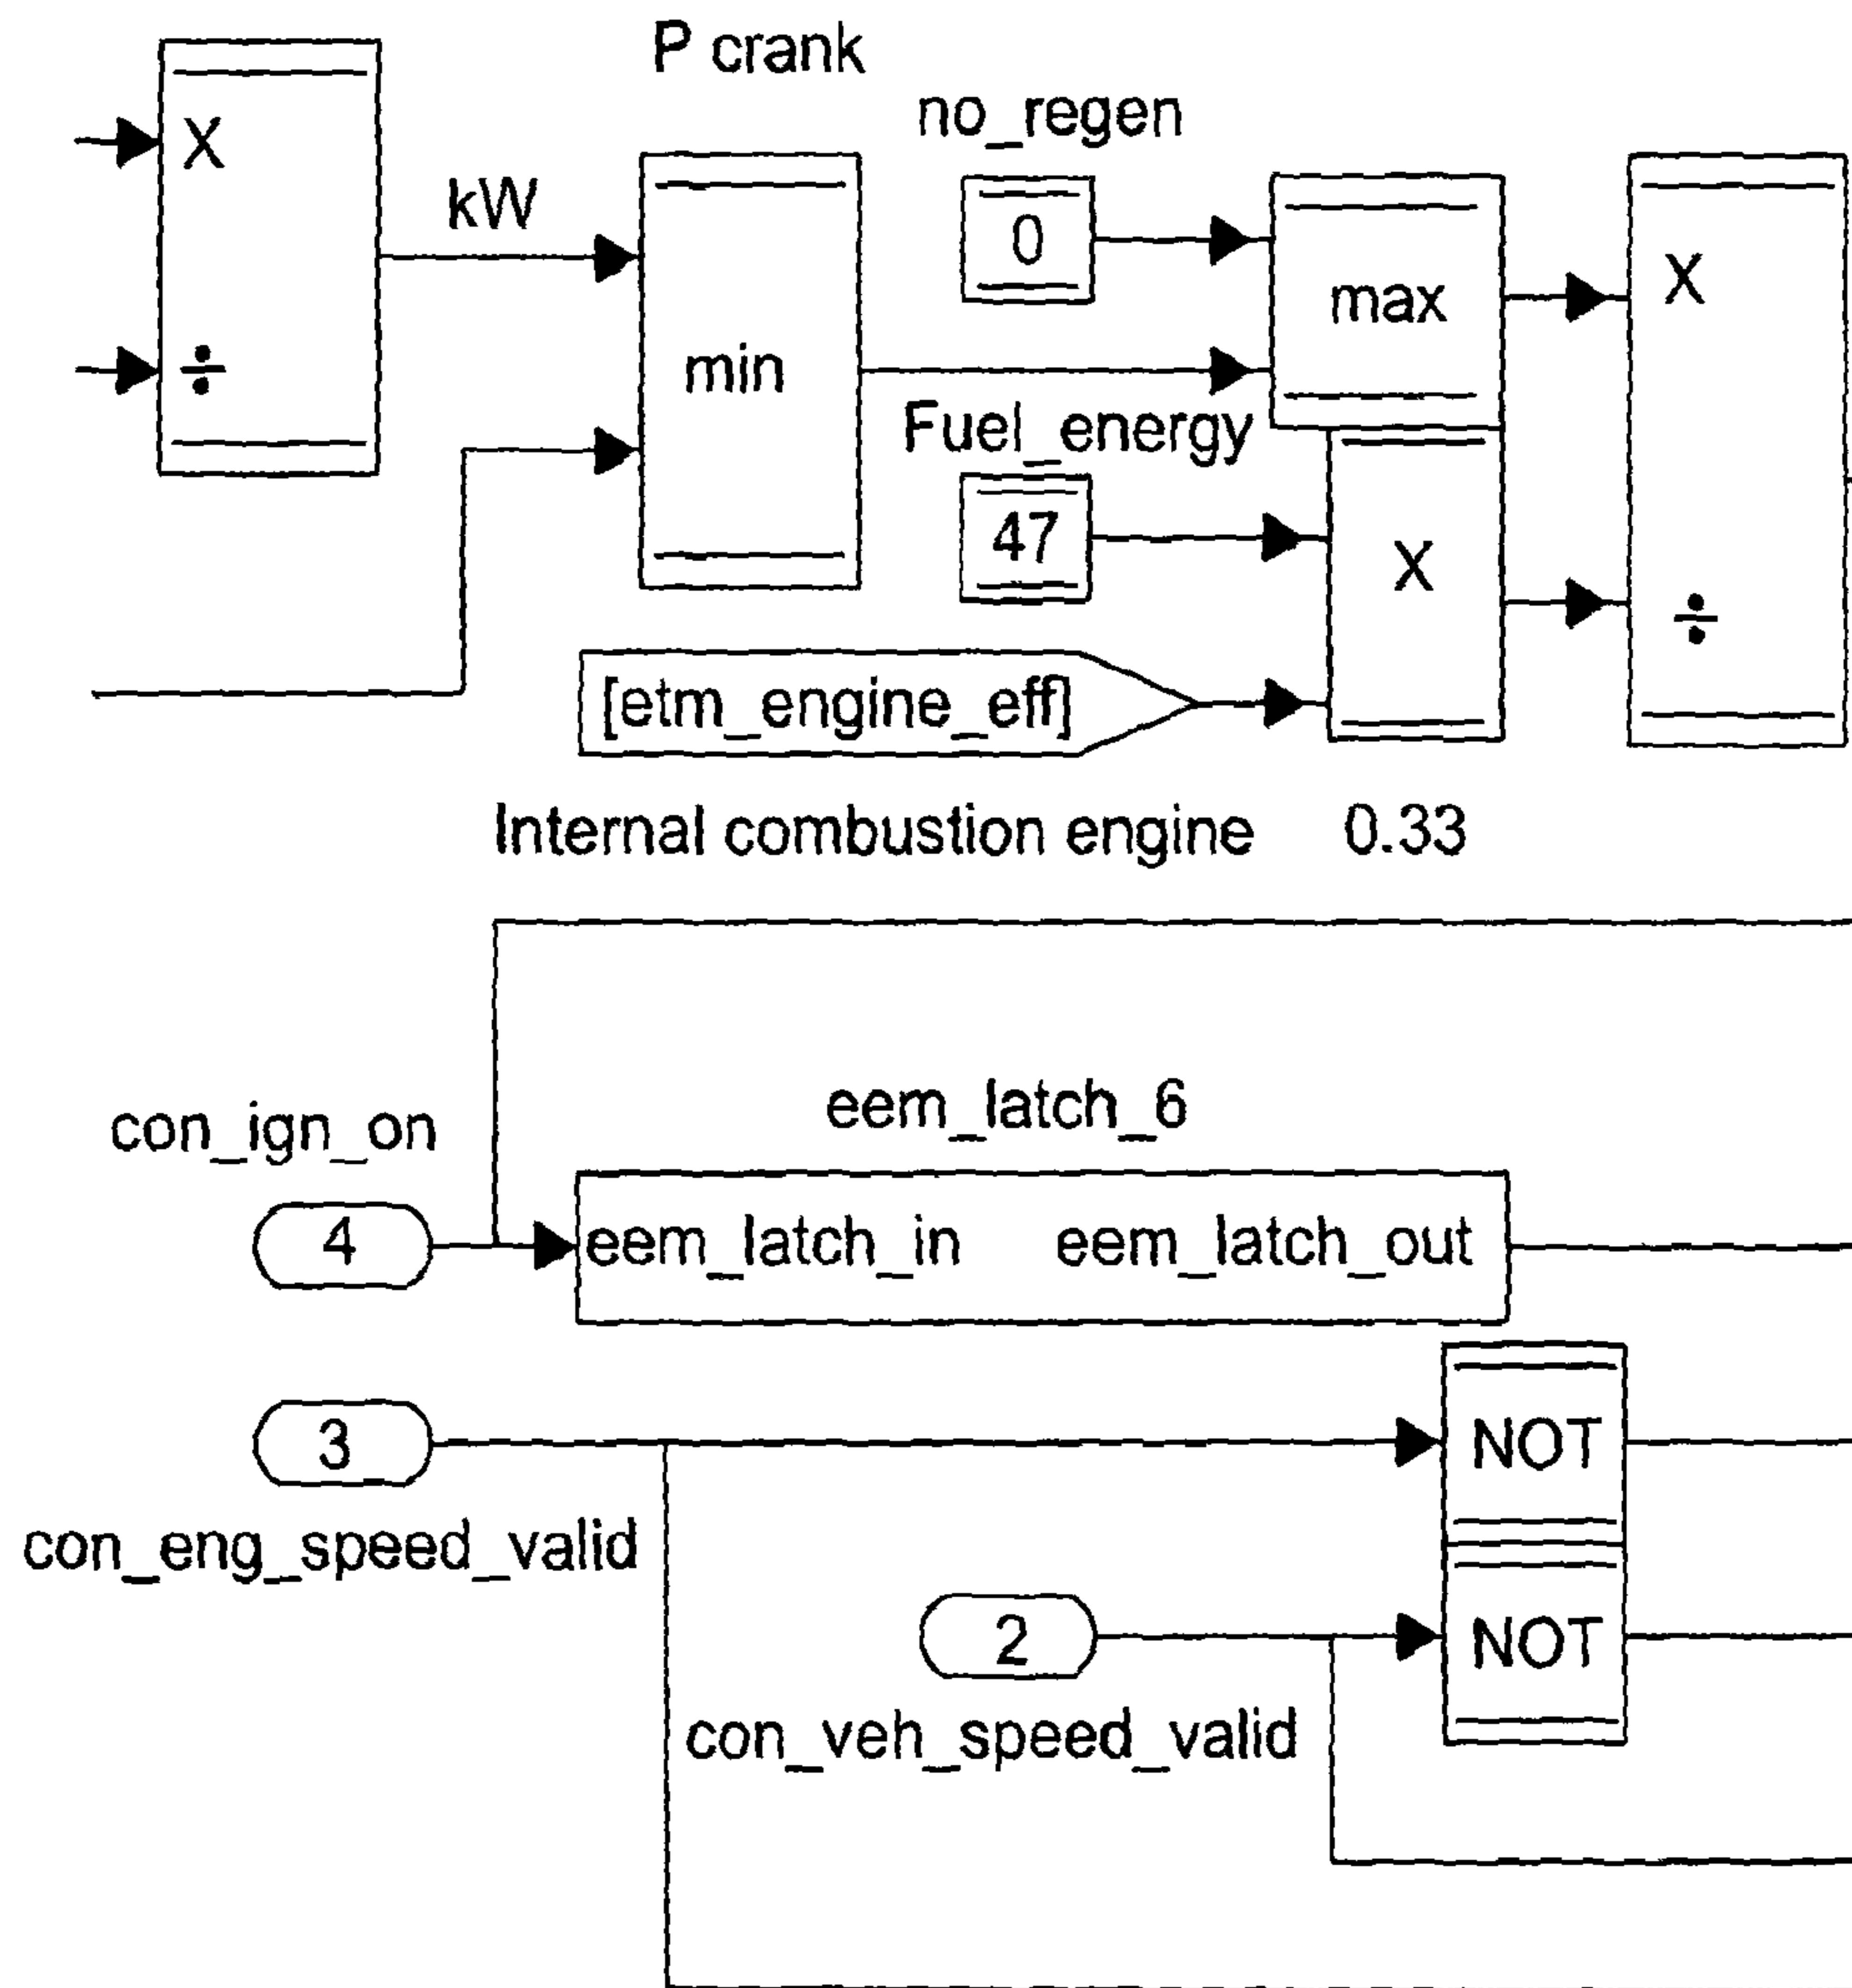 P crank
no_regen
X
kW
0
X
max
÷
min
Fuel_energy
47
X
÷
[etm_engine_eff]
Internal combustion engine 0.33
eem_latch_6
con_ign_on
4
eem_latch_in eem_latch_out
3
NOT
con_eng_speed_valid
2
NOT
con_veh_speed_valid